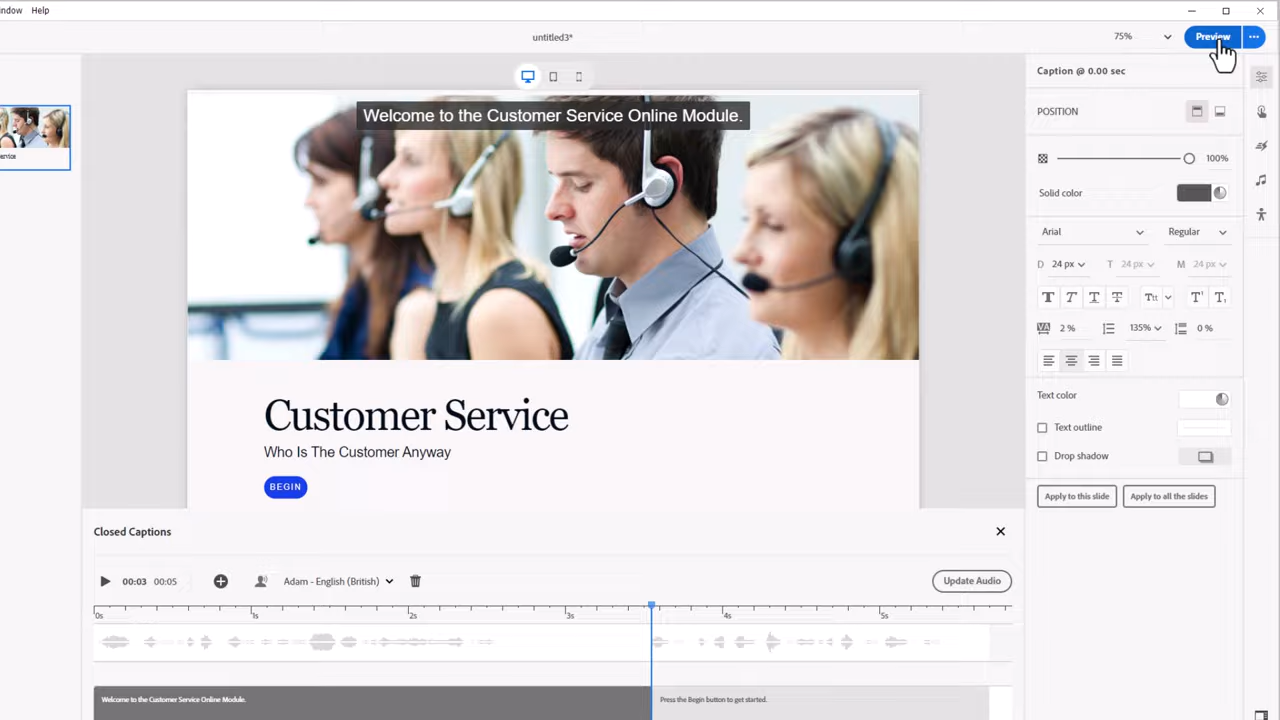 ndow Help
untitled3*
75%
Preview
ervice
Welcome to the Customer Service Online Module.
Customer Service
Who Is The Customer Anyway
BEGIN
Caption @ 0.00 sec
POSITION
100%
Solid color
Arial
Regular
D 24 px T 24 px M 24 px
T T T T Tt T T
VA 2 % 135% 0 %
Text color
Text outline
Drop shadow
Apply to this slide
Apply to all the slides
Closed Captions
00:03 00:05
Adam - English (British)
Update Audio
0s 1s 2s 3s 4s 5s
Welcome to the Customer Service Online Module.
Press the Begin button to get started.